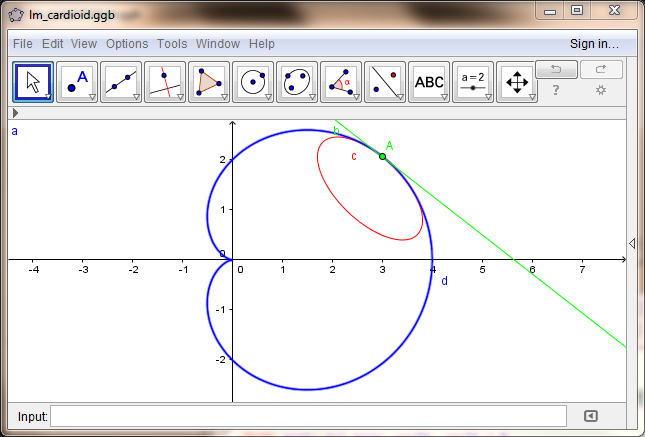 lm_cardioid.ggb
File Edit View Options Tools Window Help Sign in...
A α ABC a = 2 ?
a b A
c
2
1
0
-4 -3 -2 -1 0 1 2 3 4 5 6 7
d
-1
-2
Input: